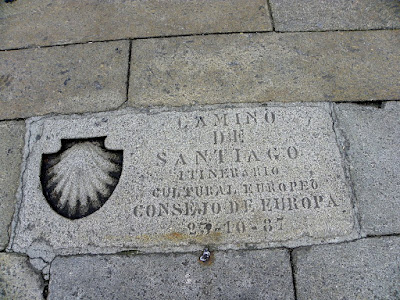 CAMINO
DE
SANTIAGO
ITINERARIO
CULTURAL EUROPEO
CONSEJO DE EUROPA
23-10-87